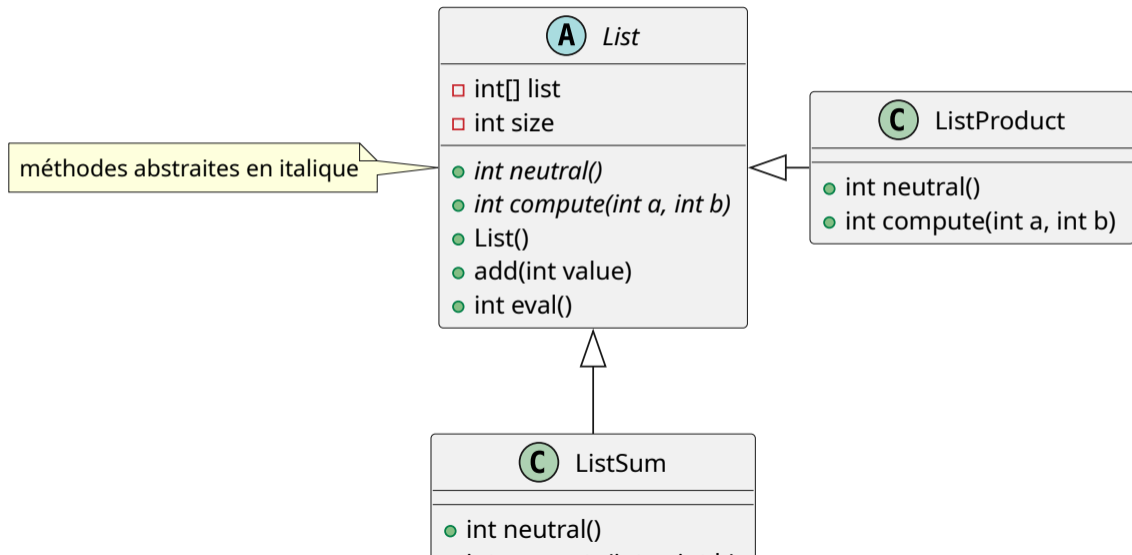 A List
int[] list
int size
int neutral()
int compute(int a, int b)
List()
add(int value)
int eval()
méthodes abstraites en italique
C ListProduct
int neutral()
int compute(int a, int b)
C ListSum
int neutral()